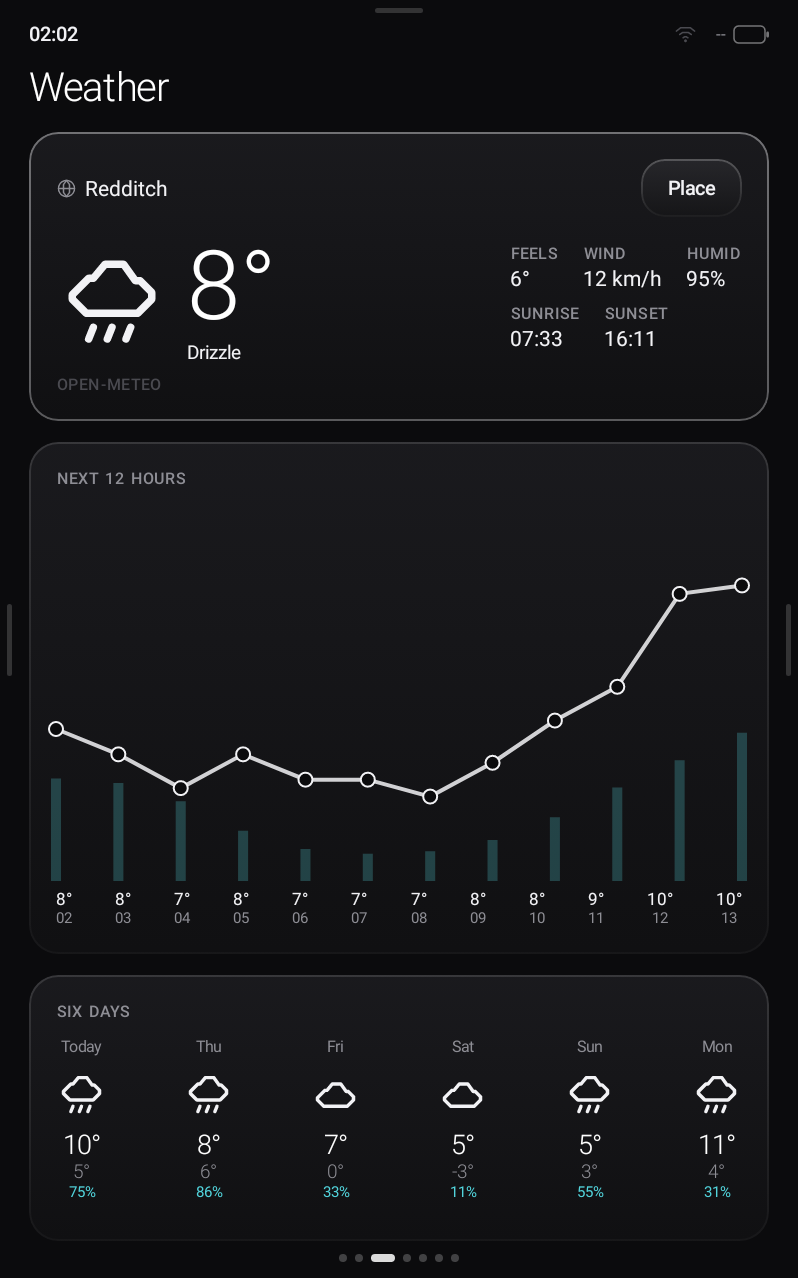 02:02 --
Weather
Redditch Place
8°
Drizzle
FEELS WIND HUMID
6° 12 km/h 95%
SUNRISE SUNSET
07:33 16:11
OPEN-METEO
NEXT 12 HOURS
8° 8° 7° 8° 7° 7° 7° 8° 8° 9° 10° 10°
02 03 04 05 06 07 08 09 10 11 12 13
SIX DAYS
Today Thu Fri Sat Sun Mon
10° 8° 7° 5° 5° 11°
5° 6° 0° -3° 3° 4°
75% 86% 33% 11% 55% 31%